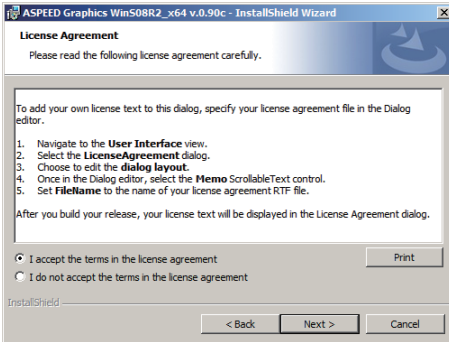 ASPEED Graphics WinS08R2_x64 v.0.90c - InstallShield Wizard
License Agreement
Please read the following license agreement carefully.
To add your own license text to this dialog, specify your license agreement file in the Dialog
editor.
1. Navigate to the User Interface view.
2. Select the LicenseAgreement dialog.
3. Choose to edit the dialog layout.
4. Once in the Dialog editor, select the Memo ScrollableText control.
5. Set FileName to the name of your license agreement RTF file.
After you build your release, your license text will be displayed in the License Agreement dialog.
I accept the terms in the license agreement
Print
I do not accept the terms in the license agreement
InstallShield
< Back Next > Cancel